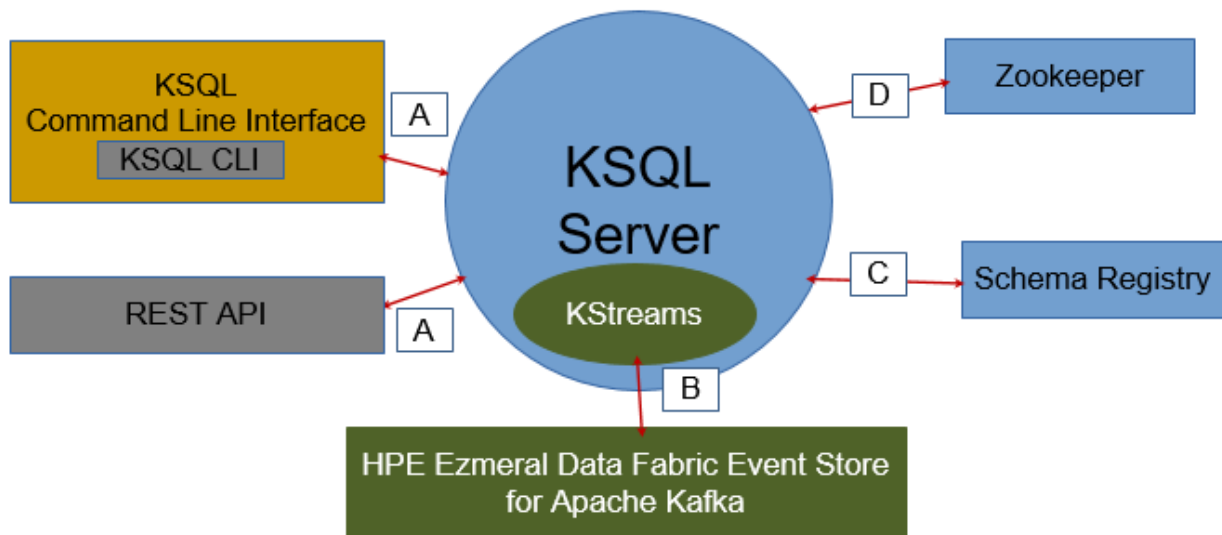 KSQL
Command Line Interface
KSQL CLI
A
REST API
A
KSQL
Server
KStreams
B
HPE Ezmeral Data Fabric Event Store
for Apache Kafka
D
Zookeeper
C
Schema Registry